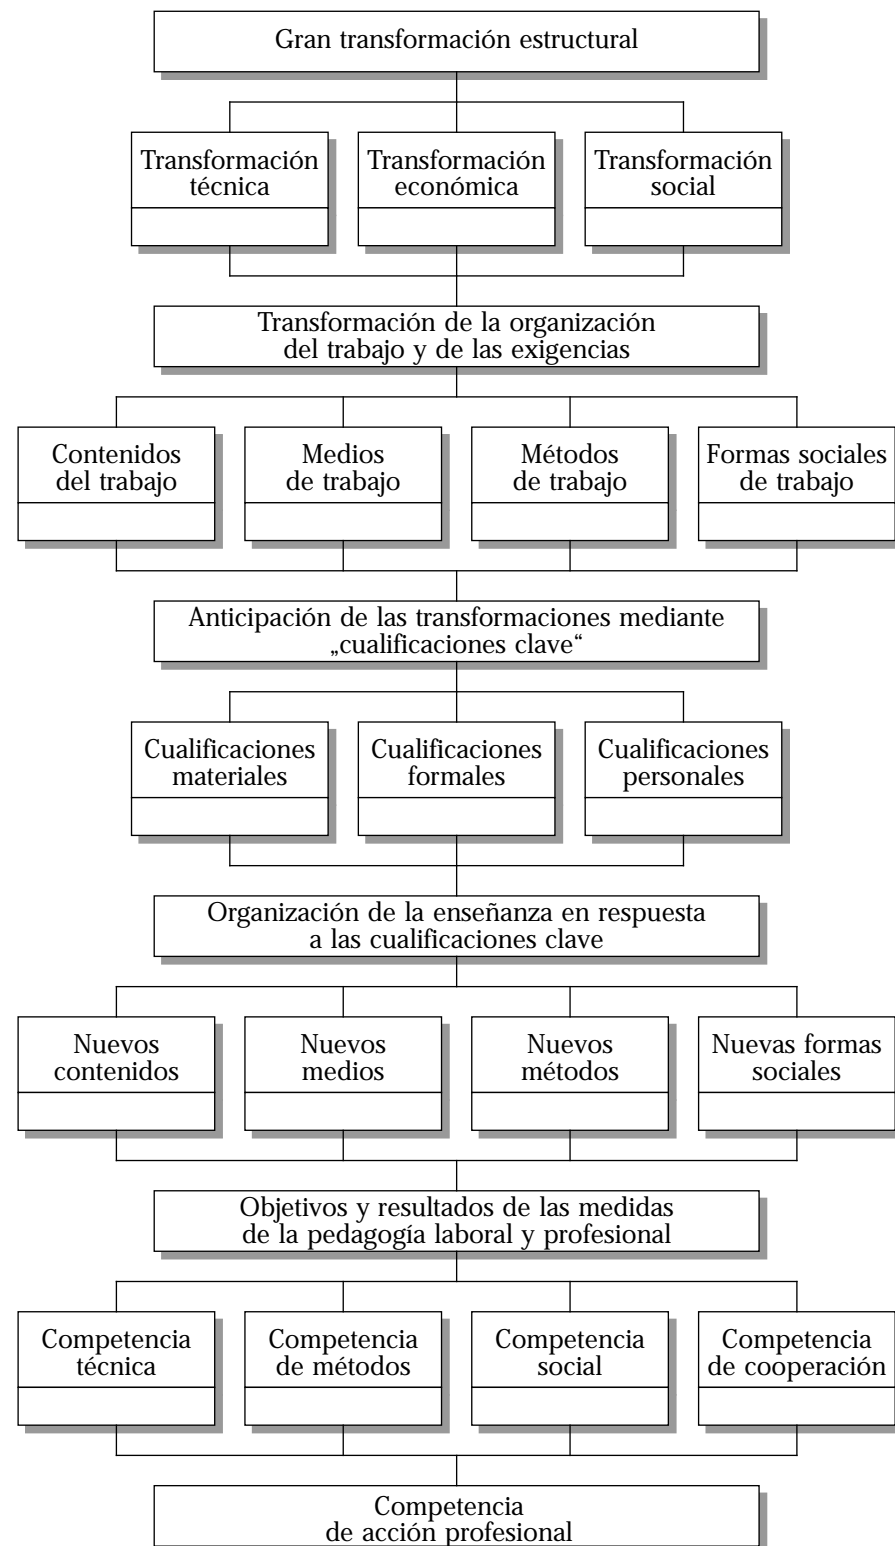 Gran transformación estructural
Transformación
técnica
Transformación
económica
Transformación
social
Transformación de la organización
del trabajo y de las exigencias
Contenidos
del trabajo
Medios
de trabajo
Métodos
de trabajo
Formas sociales
de trabajo
Anticipación de las transformaciones mediante
„cualificaciones clave“
Cualificaciones
materiales
Cualificaciones
formales
Cualificaciones
personales
Organización de la enseñanza en respuesta
a las cualificaciones clave
Nuevos
contenidos
Nuevos
medios
Nuevos
métodos
Nuevas formas
sociales
Objetivos y resultados de las medidas
de la pedagogía laboral y profesional
Competencia
técnica
Competencia
de métodos
Competencia
social
Competencia
de cooperación
Competencia
de acción profesional